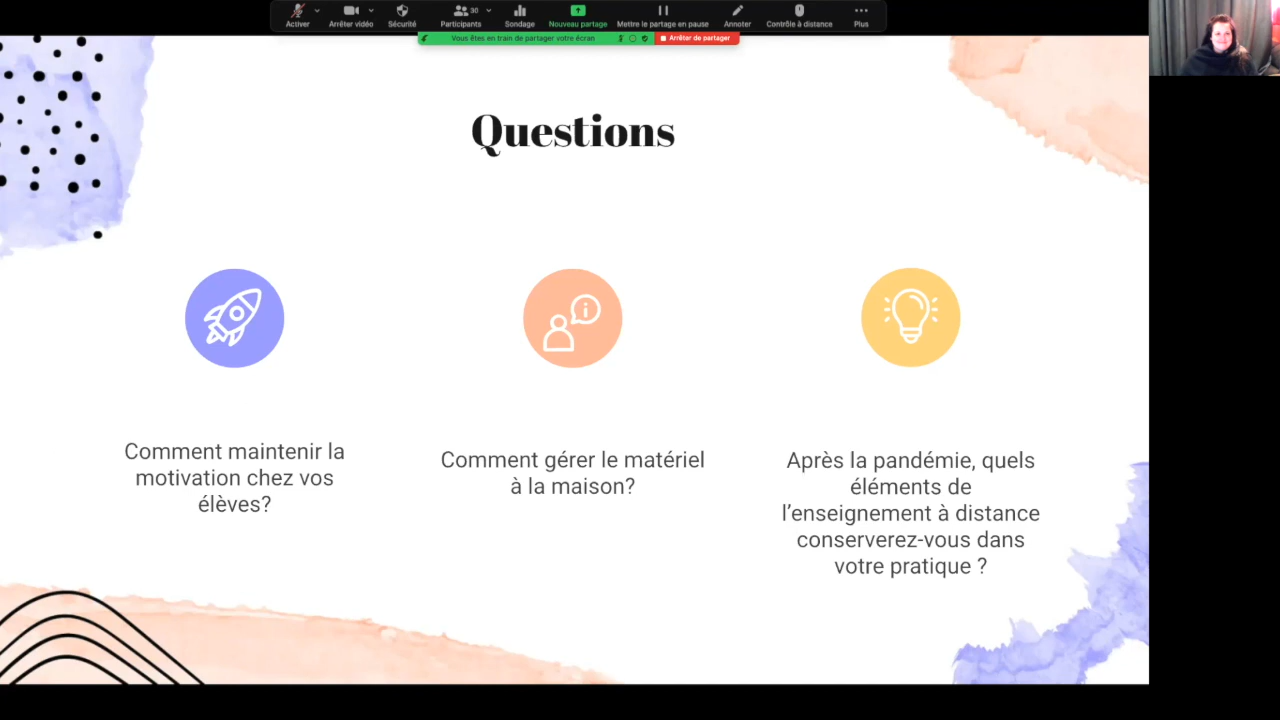 Activer
Arrêter vidéo
Sécurité
Participants
30
Sondage
Nouveau partage
Mettre le partage en pause
Annoter
Contrôle à distance
Plus
Vous êtes en train de partager votre écran
Arrêter de partager
Questions
Comment maintenir la
motivation chez vos
élèves?
Comment gérer le matériel
à la maison?
Après la pandémie, quels
éléments de
l’enseignement à distance
conserverez-vous dans
votre pratique ?